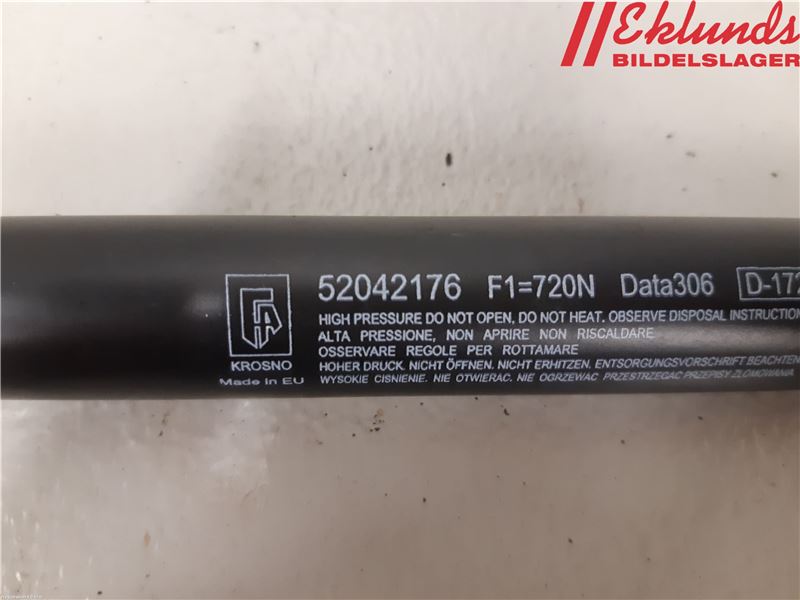 Eklunds
BILDELSLAGER
52042176 F1=720N Data306 D-172
HIGH PRESSURE DO NOT OPEN, DO NOT HEAT. OBSERVE DISPOSAL INSTRUCTION
ALTA PRESSIONE, NON APRIRE NON RISCALDARE
OSSERVARE REGOLE PER ROTTAMARE
HOHER DRUCK. NICHT ÖFFNEN. NICHT ERHITZEN. ENTSORGUNGSVORSCHRIFT BEACHTEN
WYSOKIE CISNIENIE. NIE OTWIERAC. NIE OGRZEWAC PRZESTRZEGAC PRZEPISY ZLOMOWANIA
KROSNO
Made in EU